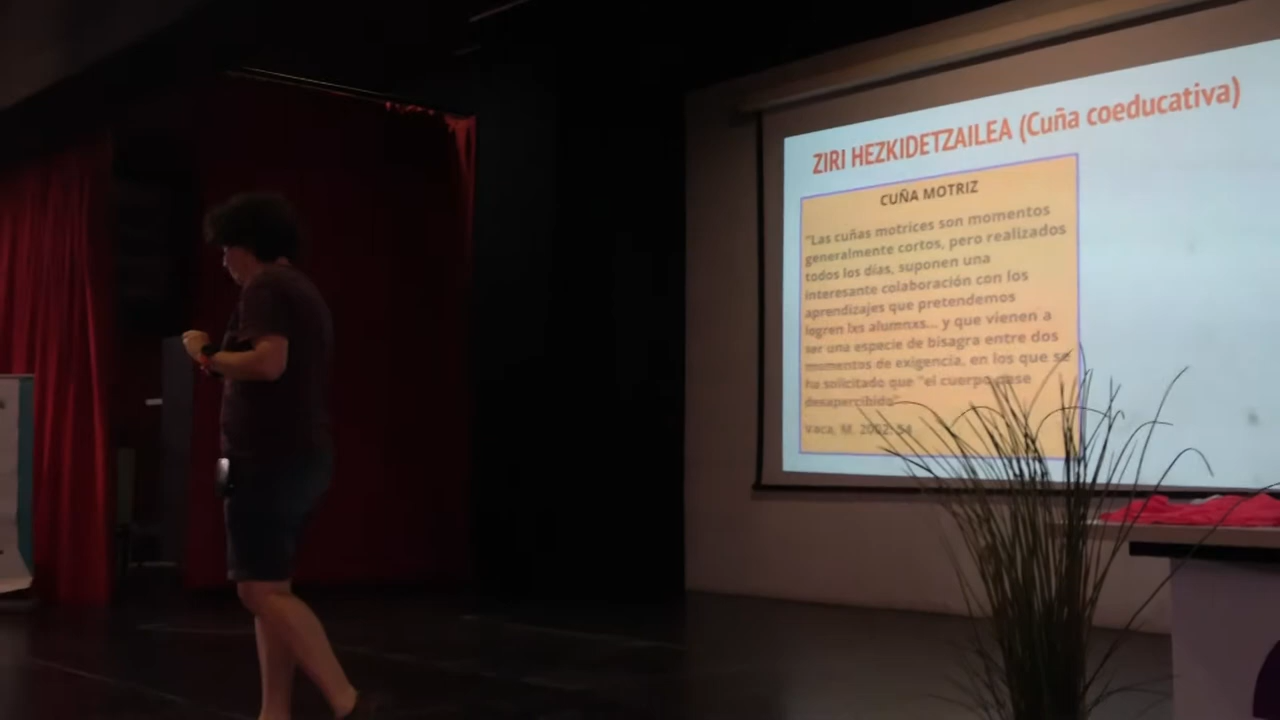 ZIRI HEZKIDETZAILEA (Cuña coeducativa)
CUÑA MOTRIZ
"Las cuñas motrices son momentos
generalmente cortos, pero realizados
todos los días, suponen una
interesante colaboración con los
aprendizajes que pretendemos
logren lxs alumnxs... y que vienen a
ser una especie de bisagra entre dos
momentos de exigencia, en los que se
ha solicitado que "el cuerpo pase
desapercibido"
Vaca, M. 2002: 54